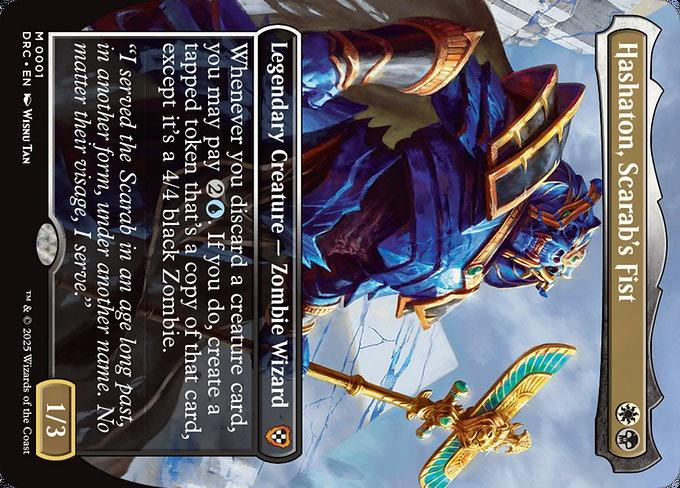 Hashaton, Scarab’s Fist
Legendary Creature — Zombie Wizard
Whenever you discard a creature card,
you may pay 2. If you do, create a
tapped token that’s a copy of that card,
except it’s a 4/4 black Zombie.
“I served the Scarab in an age long past,
in another form, under another name. No
matter their visage, I serve.”
1/3
M 0001
DRC • EN Wisnu Tan
™ & © 2025 Wizards of the Coast